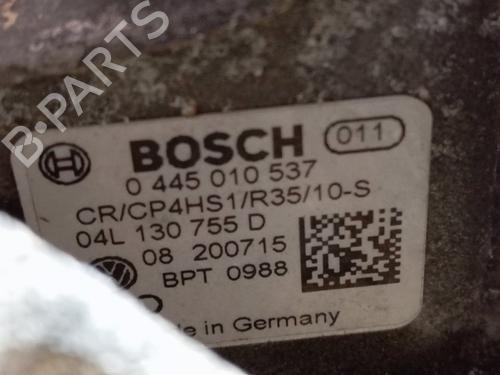 B-PARTS
BOSCH 011
0 445 010 537
CR/CP4HS1/R35/10-S
04L 130 755 D
08 200715
BPT 0988
in Germany